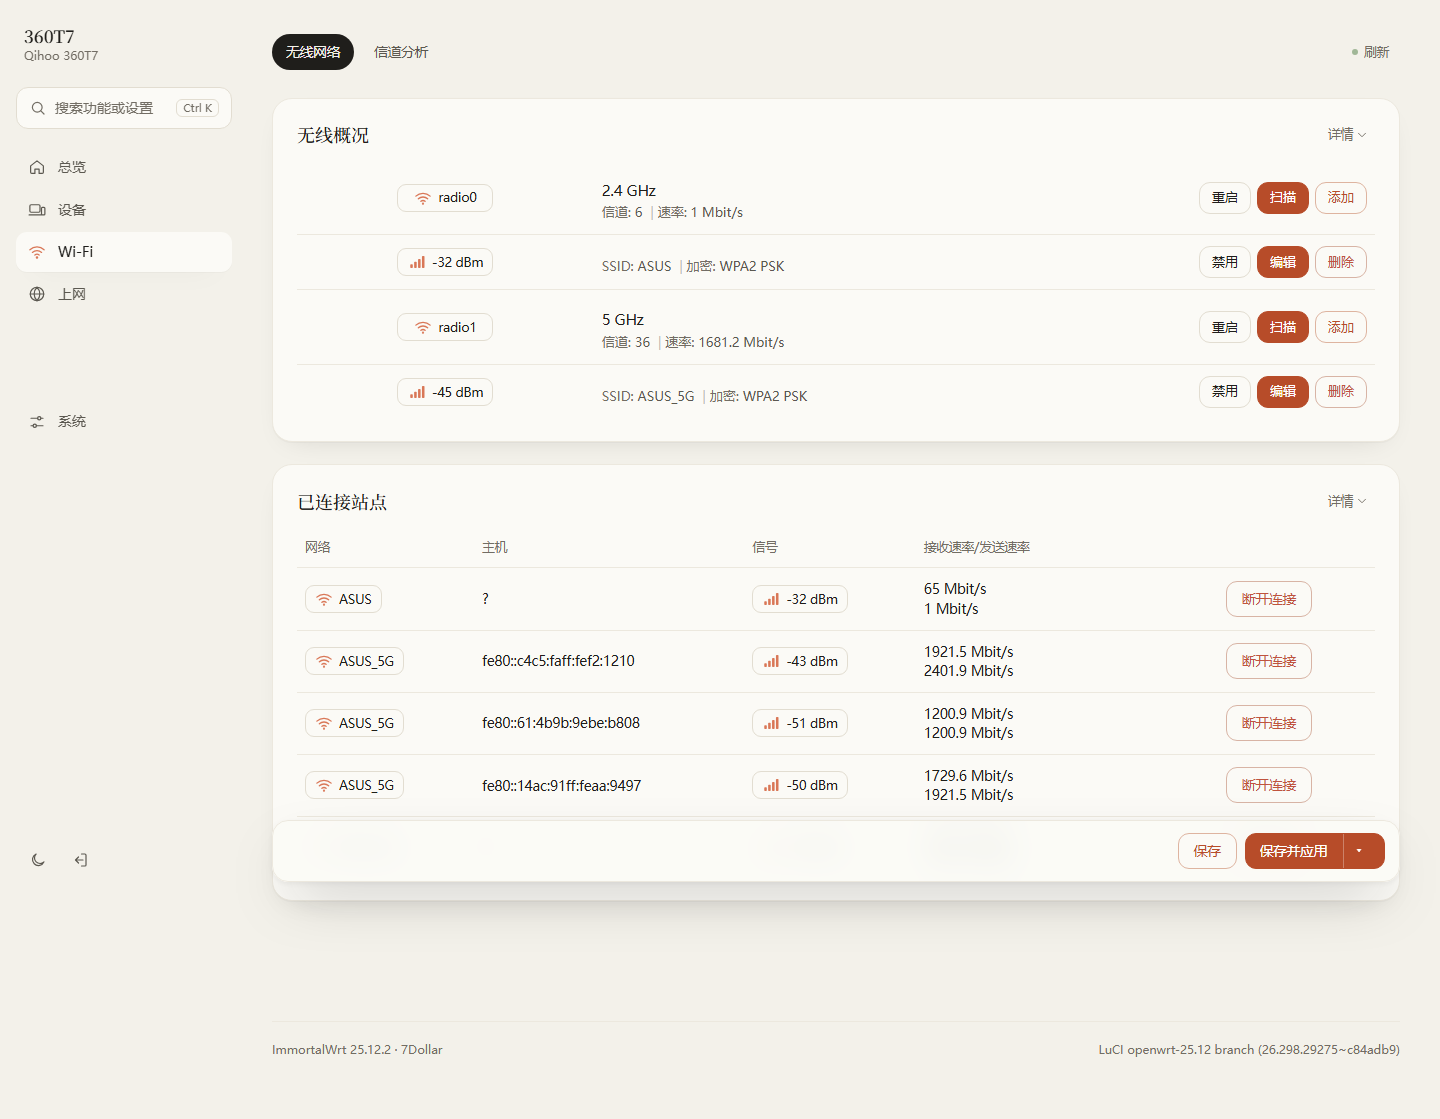 360T7
Qihoo 360T7
搜索功能或设置 Ctrl K
总览
设备
Wi-Fi
上网
系统
无线网络 信道分析 刷新
无线概况 详情
radio0 2.4 GHz 重启 扫描 添加
信道: 6 | 速率: 1 Mbit/s
-32 dBm SSID: ASUS | 加密: WPA2 PSK 禁用 编辑 删除
radio1 5 GHz 重启 扫描 添加
信道: 36 | 速率: 1681.2 Mbit/s
-45 dBm SSID: ASUS_5G | 加密: WPA2 PSK 禁用 编辑 删除
已连接站点 详情
网络 主机 信号 接收速率/发送速率
ASUS ? -32 dBm 65 Mbit/s 断开连接
1 Mbit/s
ASUS_5G fe80::c4c5:faff:fef2:1210 -43 dBm 1921.5 Mbit/s 断开连接
2401.9 Mbit/s
ASUS_5G fe80::61:4b9b:9ebe:b808 -51 dBm 1200.9 Mbit/s 断开连接
1200.9 Mbit/s
ASUS_5G fe80::14ac:91ff:feaa:9497 -50 dBm 1729.6 Mbit/s 断开连接
1921.5 Mbit/s
保存 保存并应用
ImmortalWrt 25.12.2 · 7Dollar LuCI openwrt-25.12 branch (26.298.29275~c84adb9)